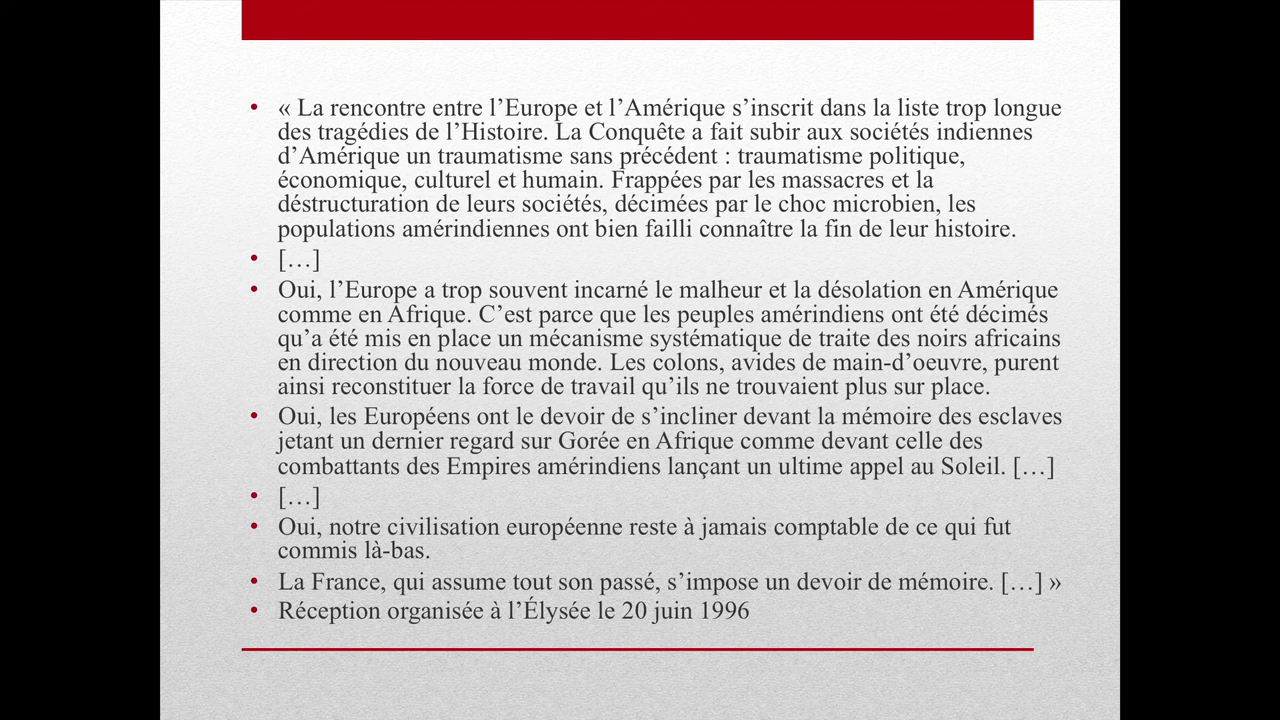 • « La rencontre entre l’Europe et l’Amérique s’inscrit dans la liste trop longue
des tragédies de l’Histoire. La Conquête a fait subir aux sociétés indiennes
d’Amérique un traumatisme sans précédent : traumatisme politique,
économique, culturel et humain. Frappées par les massacres et la
déstructuration de leurs sociétés, décimées par le choc microbien, les
populations amérindiennes ont bien failli connaître la fin de leur histoire.
• […]
• Oui, l’Europe a trop souvent incarné le malheur et la désolation en Amérique
comme en Afrique. C’est parce que les peuples amérindiens ont été décimés
qu’a été mis en place un mécanisme systématique de traite des noirs africains
en direction du nouveau monde. Les colons, avides de main-d’oeuvre, purent
ainsi reconstituer la force de travail qu’ils ne trouvaient plus sur place.
• Oui, les Européens ont le devoir de s’incliner devant la mémoire des esclaves
jetant un dernier regard sur Gorée en Afrique comme devant celle des
combattants des Empires amérindiens lançant un ultime appel au Soleil. […]
• […]
• Oui, notre civilisation européenne reste à jamais comptable de ce qui fut
commis là-bas.
• La France, qui assume tout son passé, s’impose un devoir de mémoire. […] »
• Réception organisée à l’Élysée le 20 juin 1996